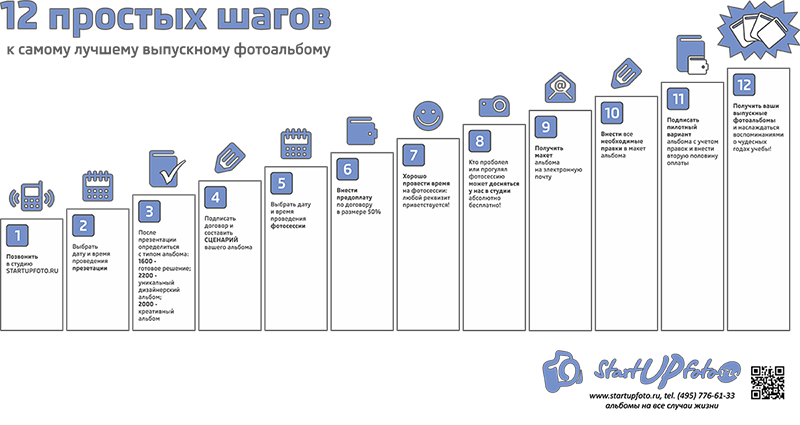 12 простых шагов
к самому лучшему выпускному фотоальбому
1
Позвонить
в студию
STARTUPFOTO.RU
2
Выбрать
дату и время
проведения
презетации
3
После
презентации
определиться
с типом альбома:
1600 -
готовое решение;
2200 -
уникальный
дизайнерский
альбом;
2000 -
креативный
альбом
4
Подписать
договор и
составить
СЦЕНАРИЙ
вашего альбома
5
Выбрать дату
и время
проведения
фотосессии
6
Внести
предоплату
по договору
в размере 50%
7
Хорошо
провести время
на фотосессии:
любой реквизит
приветствуется!
8
Кто проболел
или прогулял
фотосессию
может досняться
у нас в студии
абсолютно
бесплатно!
9
Получить
макет
альбома
на электронную
почту
@
10
Внести все
необходимые
правки в макет
альбома
11
Подписать
пилотный
вариант
альбома с учетом
правок и внести
вторую половину
оплаты
12
Получить ваши
выпускные
фотоальбомы
и наслаждаться
воспоминаниями
о чудесных
годах учебы!
StartUPfoto.ru
www.startupfoto.ru, tel. (495) 776-61-33
альбомы на все случаи жизни